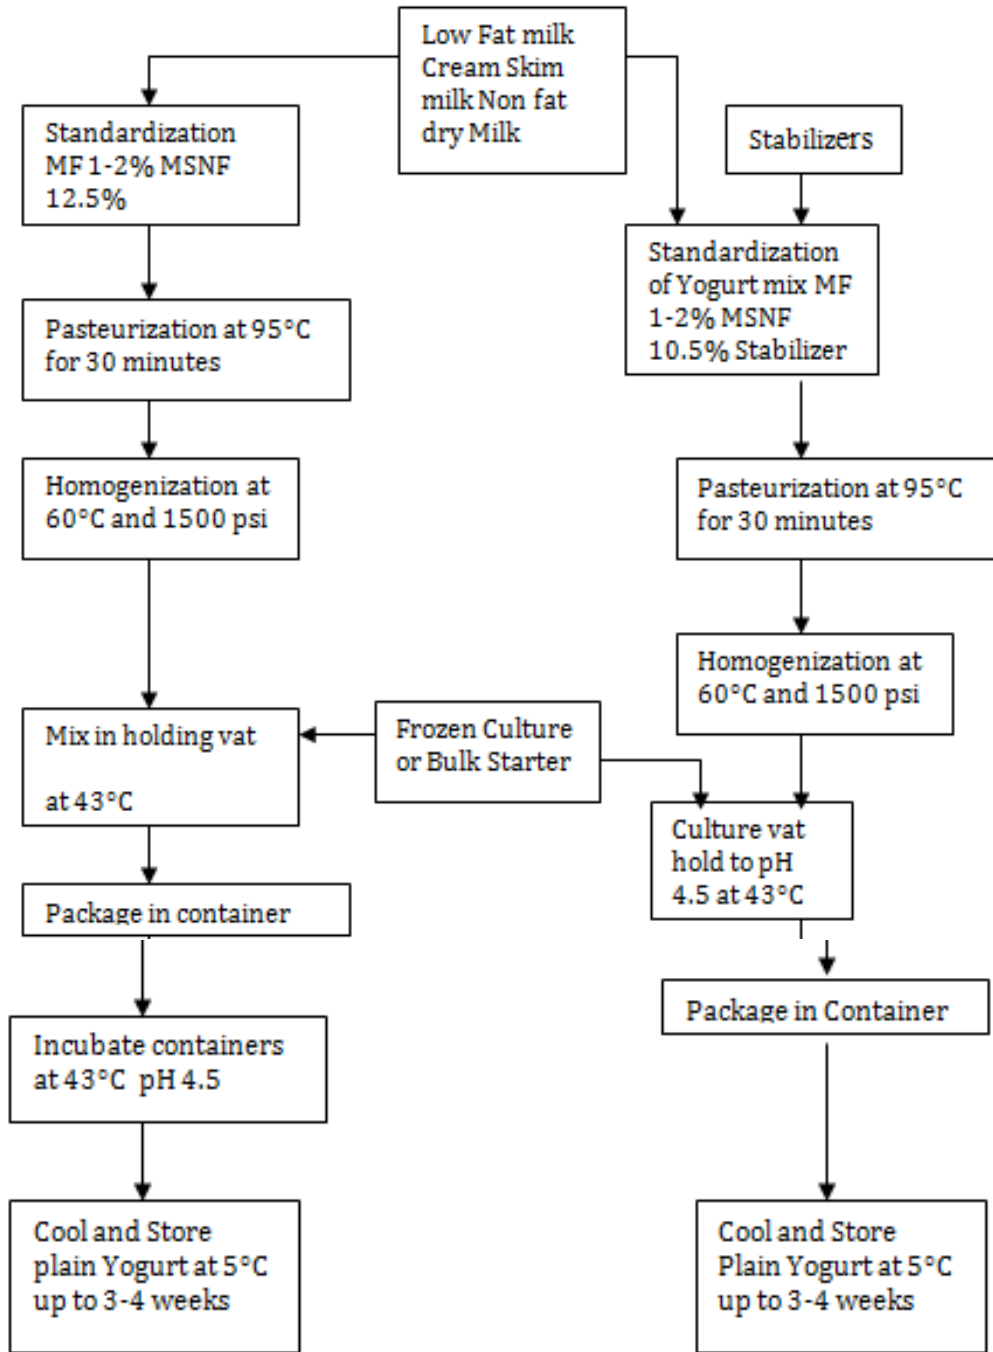 Low Fat milk
Cream Skim
milk Non fat
dry Milk
Standardization
MF 1-2% MSNF
12.5%
Stabilizers
Standardization
of Yogurt mix MF
1-2% MSNF
10.5% Stabilizer
Pasteurization at 95°C
for 30 minutes
Homogenization at
60°C and 1500 psi
Pasteurization at 95°C
for 30 minutes
Homogenization at
60°C and 1500 psi
Mix in holding vat
at 43°C
Frozen Culture
or Bulk Starter
Culture vat
hold to pH
4.5 at 43°C
Package in container
Package in Container
Incubate containers
at 43°C pH 4.5
Cool and Store
plain Yogurt at 5°C
up to 3-4 weeks
Cool and Store
Plain Yogurt at 5°C
up to 3-4 weeks